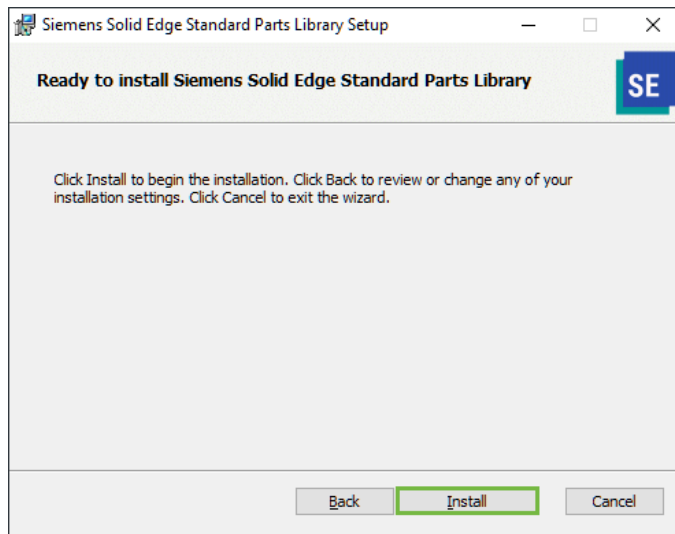 Siemens Solid Edge Standard Parts Library Setup
Ready to install Siemens Solid Edge Standard Parts Library
SE
Click Install to begin the installation. Click Back to review or change any of your
installation settings. Click Cancel to exit the wizard.
Back Install Cancel